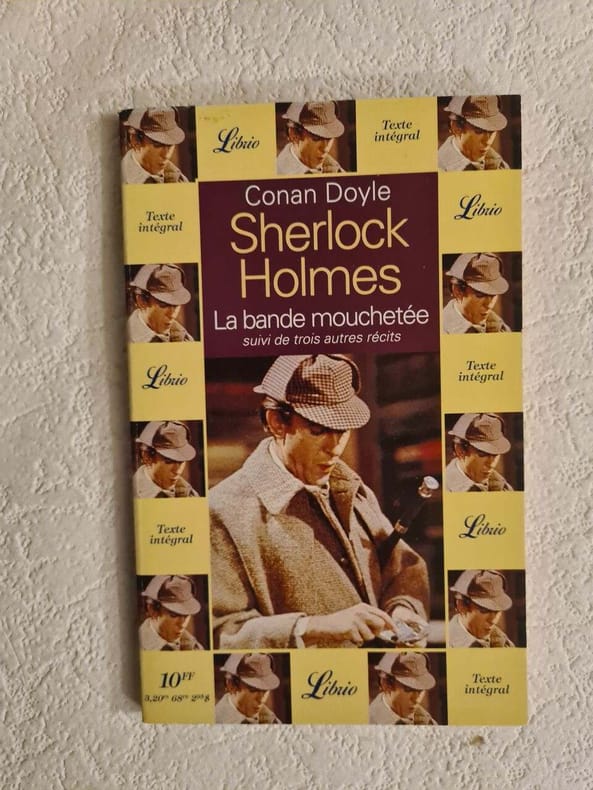 Librio
Texte
intégral
Texte
intégral
Librio
Conan Doyle
Sherlock
Holmes
La bande mouchetée
suivi de trois autres récits
Librio
Texte
intégral
Texte
intégral
Librio
10FF
Librio
Texte
intégral